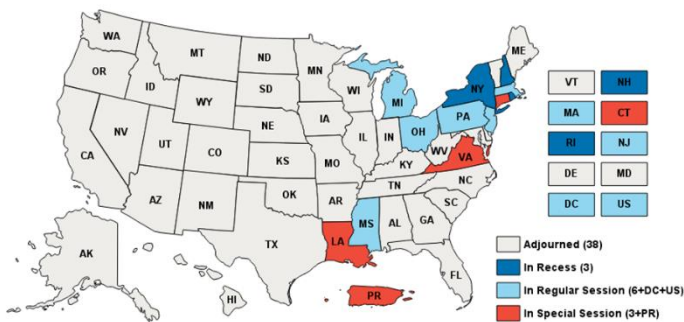 WA
MT
ND
MN
ME
OR
ID
SD
WI
MI
NY
WY
NE
IA
PA
NV
UT
CO
IL
IN
OH
WV
VA
CA
KS
MO
KY
AZ
NM
OK
AR
TN
NC
SC
TX
LA
MS
AL
GA
AK
HI
FL
PR
VT NH
MA CT
RI NJ
DE MD
DC US
Adjourned (38)
In Recess (3)
In Regular Session (6+DC+US)
In Special Session (3+PR)